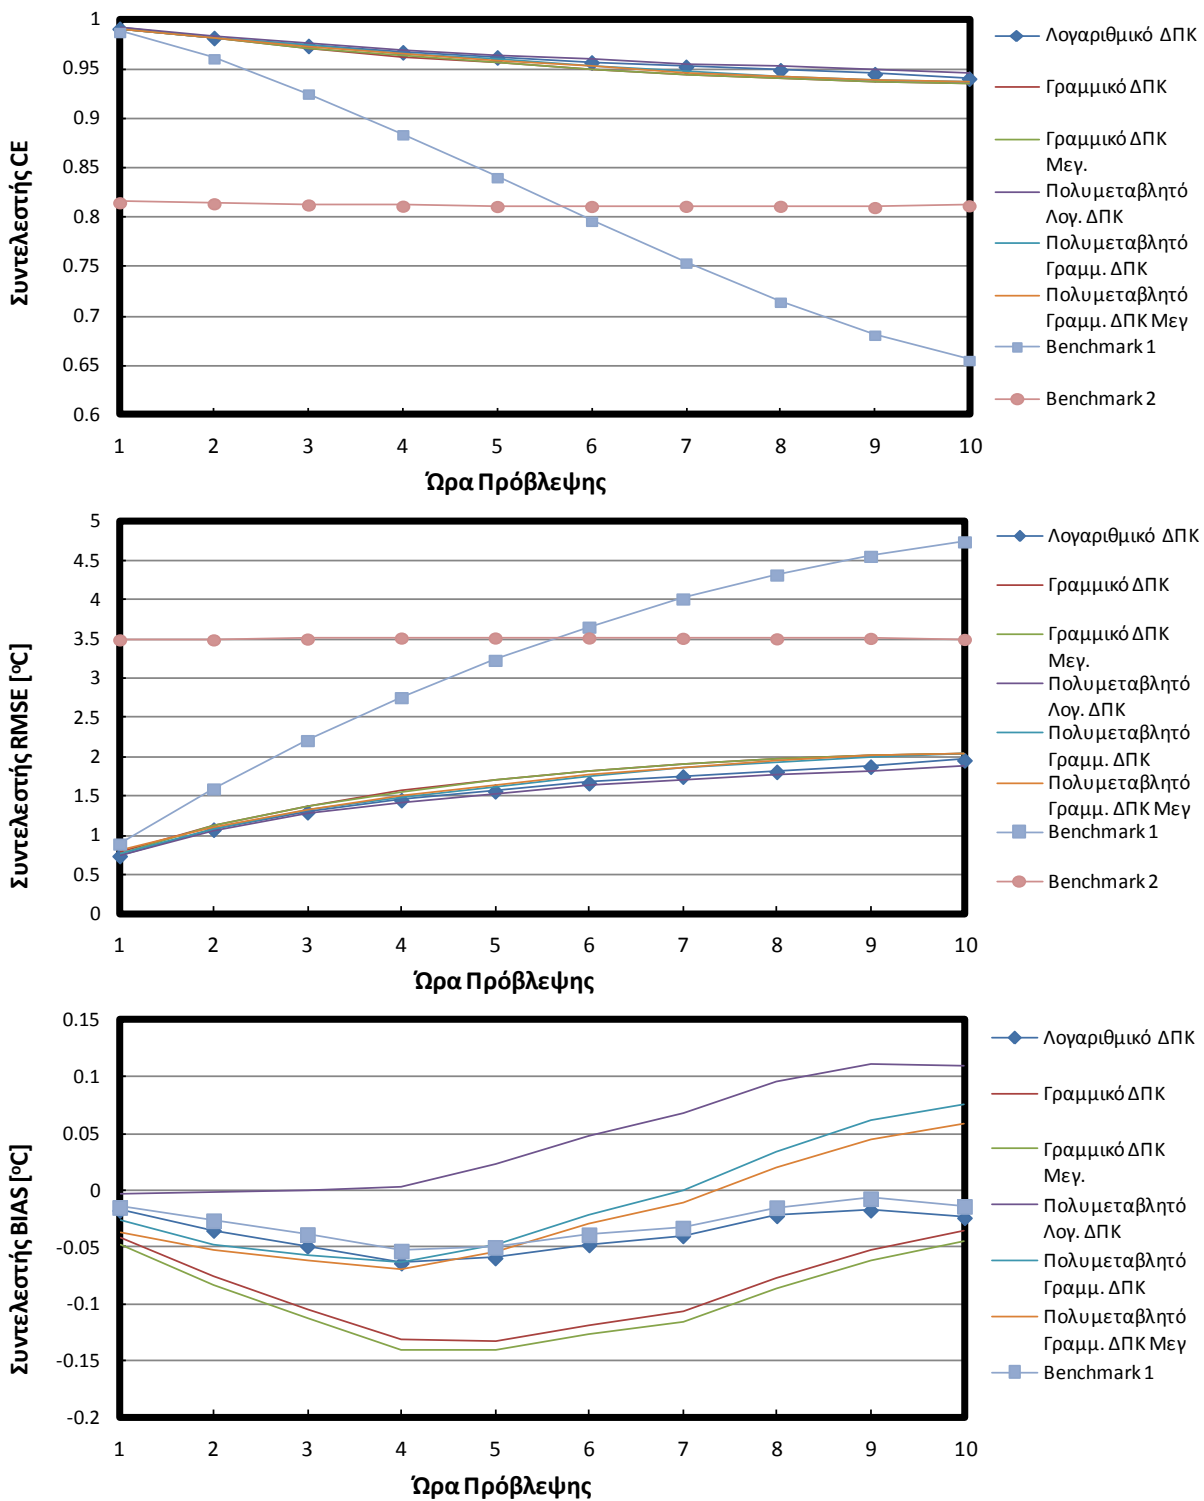 1
0.95
0.9
0.85
0.8
0.75
0.7
0.65
0.6
Συντελεστής CE
1 2 3 4 5 6 7 8 9 10
Ώρα Πρόβλεψης
Λογαριθμικό ΔΠΚ
Γραμμικό ΔΠΚ
Γραμμικό ΔΠΚ
Μεγ.
Πολυμεταβλητό
Λογ. ΔΠΚ
Πολυμεταβλητό
Γραμμ. ΔΠΚ
Πολυμεταβλητό
Γραμμ. ΔΠΚ Μεγ
Benchmark 1
Benchmark 2
5
4.5
4
3.5
3
2.5
2
1.5
1
0.5
0
Συντελεστής RMSE [°C]
1 2 3 4 5 6 7 8 9 10
Ώρα Πρόβλεψης
Λογαριθμικό ΔΠΚ
Γραμμικό ΔΠΚ
Γραμμικό ΔΠΚ
Μεγ.
Πολυμεταβλητό
Λογ. ΔΠΚ
Πολυμεταβλητό
Γραμμ. ΔΠΚ
Πολυμεταβλητό
Γραμμ. ΔΠΚ Μεγ
Benchmark 1
Benchmark 2
0.15
0.1
0.05
0
-0.05
-0.1
-0.15
-0.2
Συντελεστής BIAS [°C]
1 2 3 4 5 6 7 8 9 10
Ώρα Πρόβλεψης
Λογαριθμικό ΔΠΚ
Γραμμικό ΔΠΚ
Γραμμικό ΔΠΚ
Μεγ.
Πολυμεταβλητό
Λογ. ΔΠΚ
Πολυμεταβλητό
Γραμμ. ΔΠΚ
Πολυμεταβλητό
Γραμμ. ΔΠΚ Μεγ
Benchmark 1